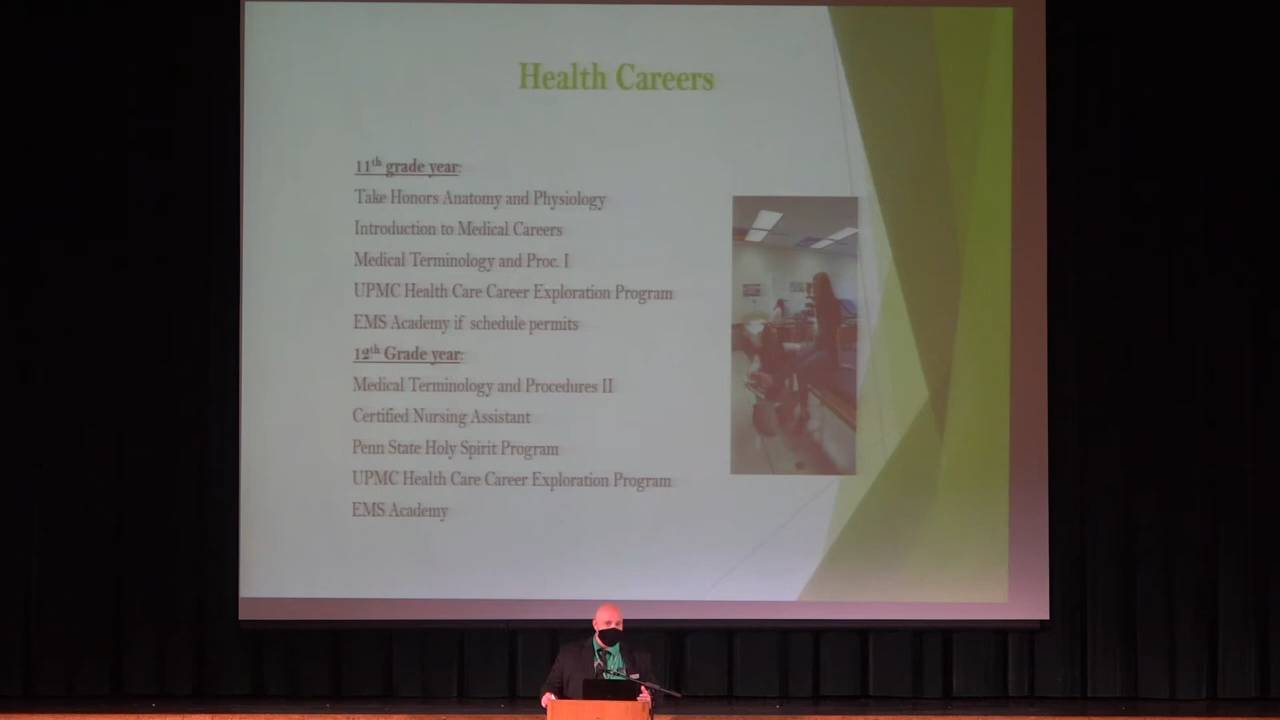 Health Careers
11th grade year:
Take Honors Anatomy and Physiology
Introduction to Medical Careers
Medical Terminology and Proc. I
UPMC Health Care Career Exploration Program
EMS Academy if schedule permits
12th Grade year:
Medical Terminology and Procedures II
Certified Nursing Assistant
Penn State Holy Spirit Program
UPMC Health Care Career Exploration Program
EMS Academy